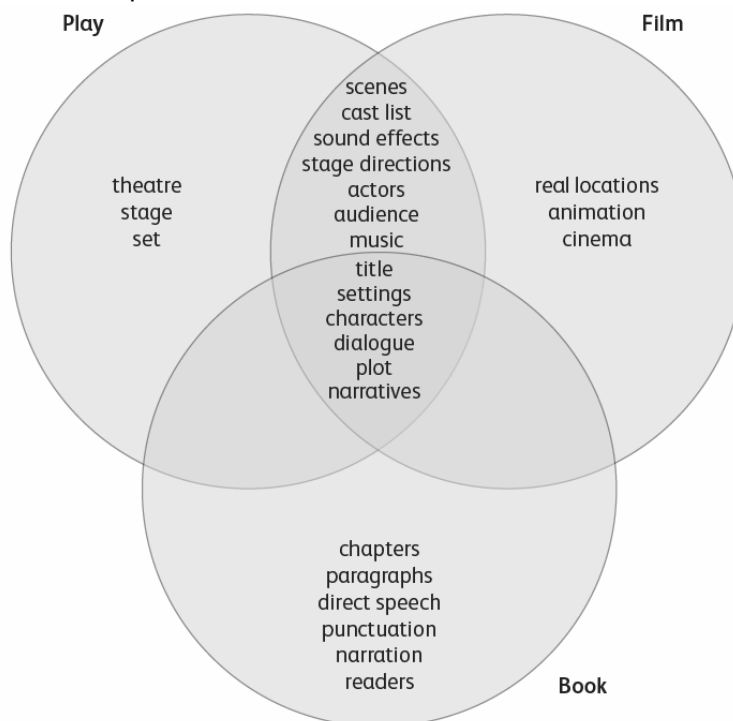 Play
Film
scenes
cast list
sound effects
stage directions
actors
audience
music
theatre
stage
set
real locations
animation
cinema
title
settings
characters
dialogue
plot
narratives
chapters
paragraphs
direct speech
punctuation
narration
readers
Book